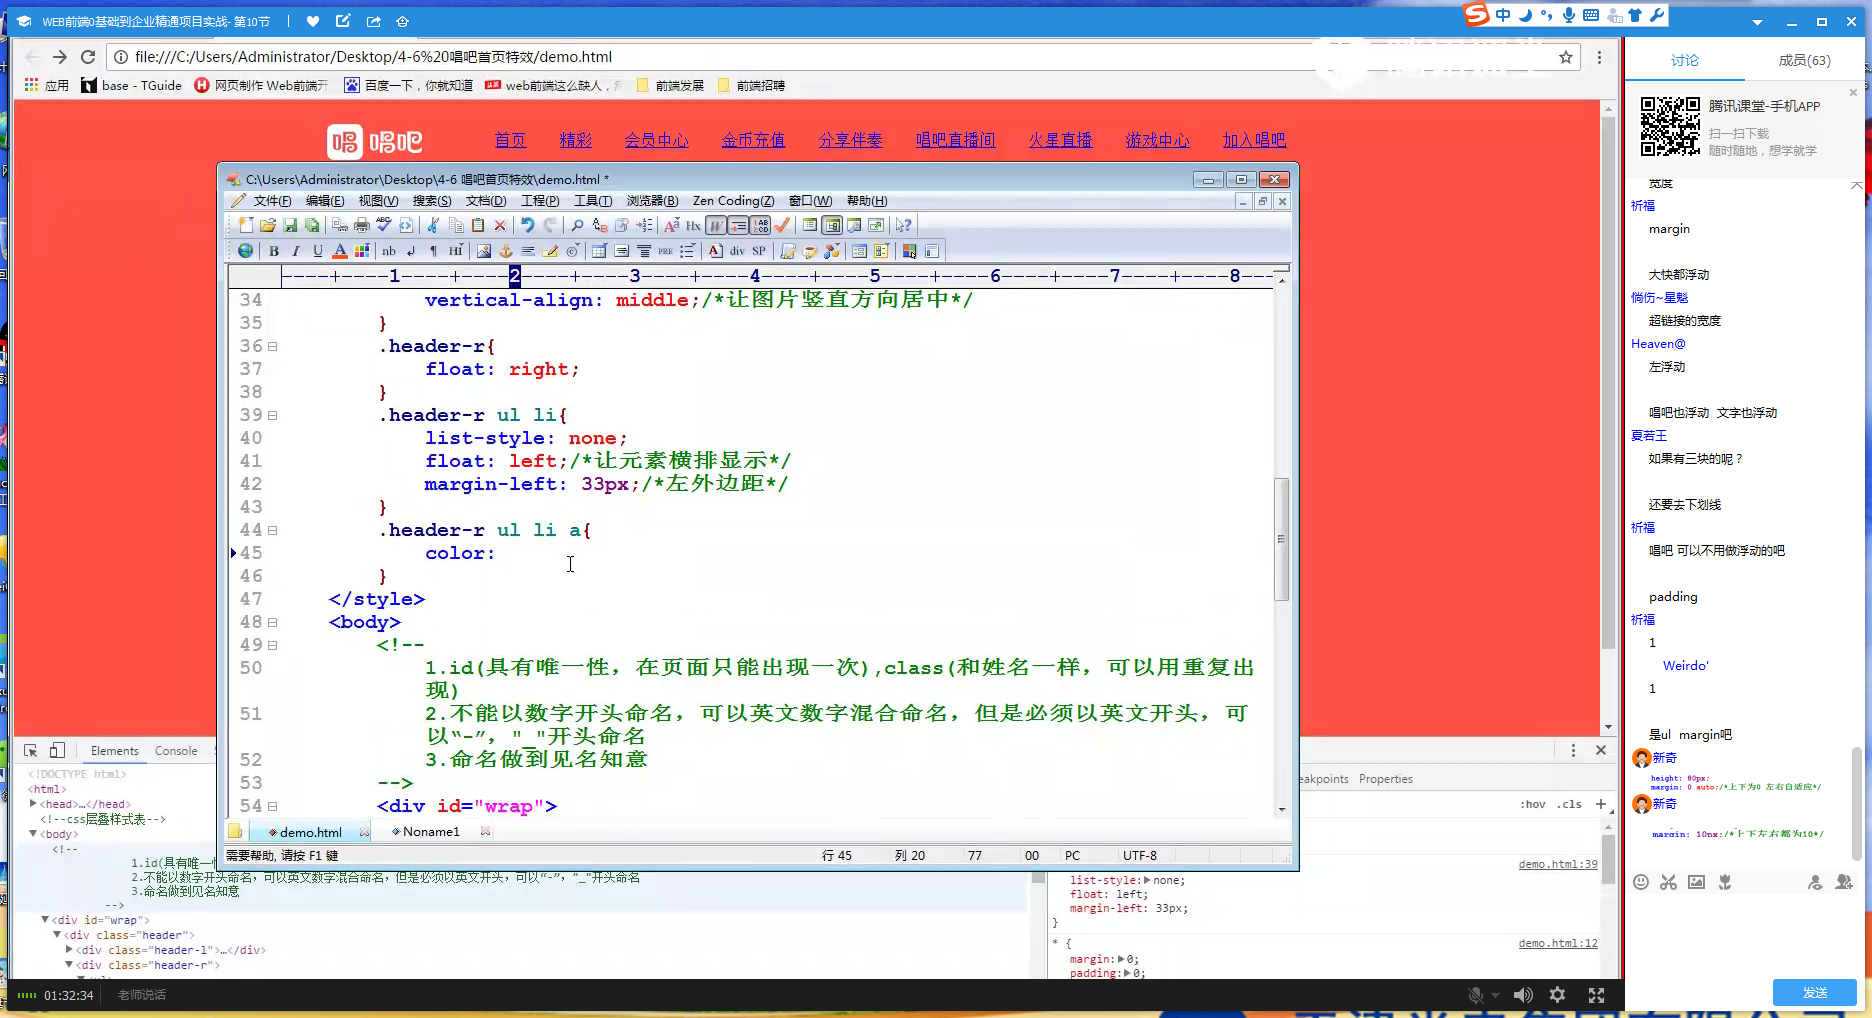 WEB前端0基础到企业精通项目实战- 第10节
中
file:///C:/Users/Administrator/Desktop/4-6%20唱吧首页特效/demo.html
应用
base - TGuide
网页制作 Web前端开
百度一下，你就知道
web前端这么缺人，
前端发展
前端招聘
唱吧
首页
精彩
会员中心
金币充值
分享伴奏
唱吧直播间
火星直播
游戏中心
加入唱吧
C:\Users\Administrator\Desktop\4-6 唱吧首页特效\demo.html *
文件(F) 编辑(E) 视图(V) 搜索(S) 文档(D) 工程(P) 工具(T) 浏览器(B) Zen Coding(Z) 窗口(W) 帮助(H)
----+----1----+----2----+----3----+----4----+----5----+----6----+----7----+----8---
34 vertical-align: middle;/*让图片竖直方向居中*/
35 }
36 .header-r{
37 float: right;
38 }
39 .header-r ul li{
40 list-style: none;
41 float: left;/*让元素横排显示*/
42 margin-left: 33px;/*左外边距*/
43 }
44 .header-r ul li a{
45 color:
46 }
47 </style>
48 <body>
49 <!--
50 1.id(具有唯一性，在页面只能出现一次),class(和姓名一样，可以用重复出
现)
51 2.不能以数字开头命名，可以英文数字混合命名，但是必须以英文开头，可
以“-”，"_"开头命名
52 3.命名做到见名知意
53 -->
54 <div id="wrap">
demo.html
Noname1
需要帮助, 请按 F1 键
行 45
列 20
77
00
PC
UTF-8
Elements
Console
<!DOCTYPE html>
<html>
<head>…</head>
<!--css层叠样式表-->
<body>
<!--
1.id(具有唯一性
2.不能以数字开头命名，可以英文数字混合命名，但是必须以英文开头，可以“-”，"_"开头命名
3.命名做到见名知意
-->
<div id="wrap">
<div class="header">
<div class="header-l">…</div>
<div class="header-r">
eakpoints
Properties
:hov .cls +
demo.html:39
list-style: none;
float: left;
margin-left: 33px;
}
* {
demo.html:12
margin: 0;
padding: 0;
01:32:34
老师说话
讨论
成员(63)
腾讯课堂-手机APP
扫一扫下载
随时随地，想学就学
宽度
祈福
margin
大快都浮动
倘伤~星魁
超链接的宽度
Heaven@
左浮动
唱吧也浮动 文字也浮动
夏若王
如果有三块的呢？
还要去下划线
祈福
唱吧 可以不用做浮动的吧
padding
祈福
1
Weirdo'
1
是ul margin吧
新奇
height: 80px;
margin: 0 auto;/*上下为0 左右自适应*/
新奇
margin: 10px;/*上下左右都为10*/
发送